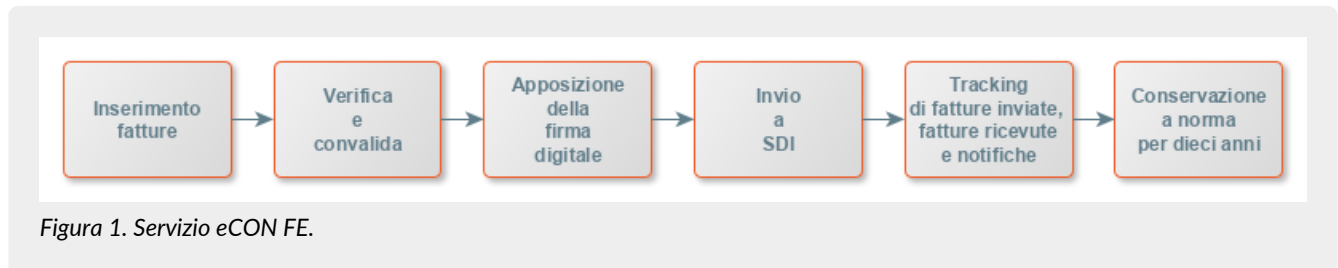 Inserimento
fatture
Verifica
e
convalida
Apposizione
della
firma
digitale
Invio
a
SDI
Tracking
di fatture inviate,
fatture ricevute
e notifiche
Conservazione
a norma
per dieci anni
Figura 1. Servizio eCON FE.